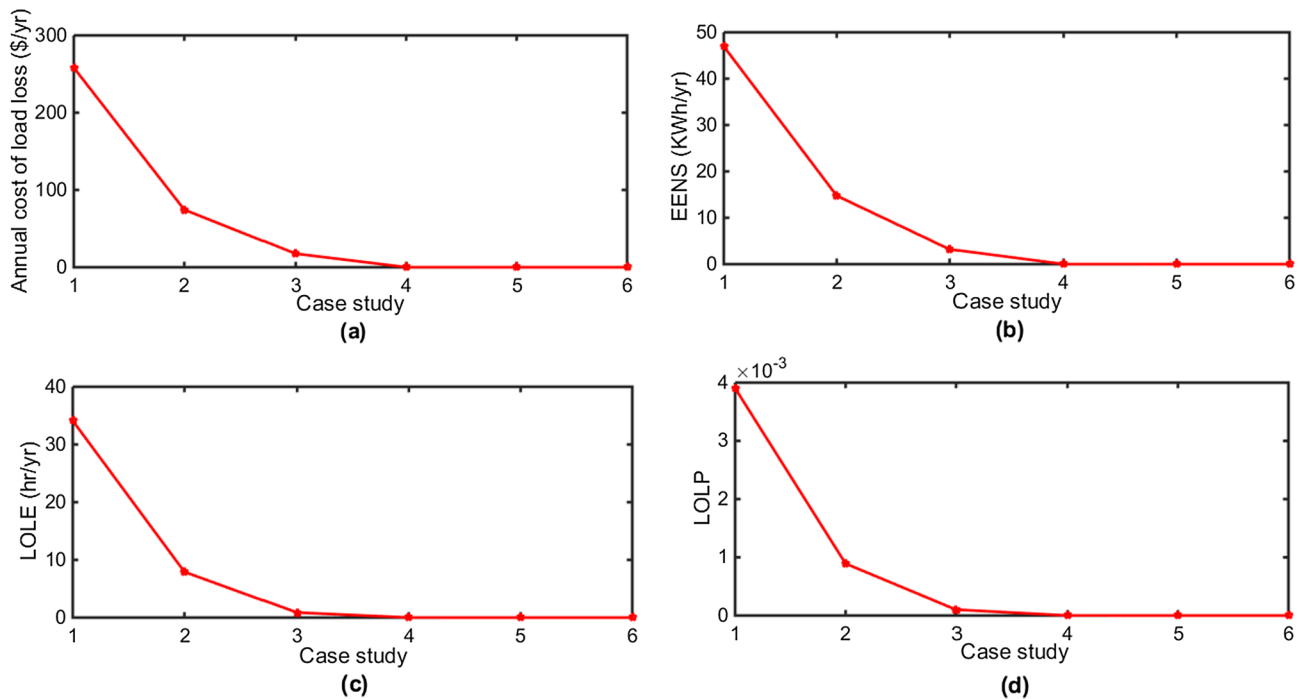 Annual cost of load loss ($/yr)
300
200
100
0
1 2 3 4 5 6
Case study
(a)
EENS (KWh/yr)
50
40
30
20
10
0
1 2 3 4 5 6
Case study
(b)
LOLE (hr/yr)
40
30
20
10
0
1 2 3 4 5 6
Case study
(c)
×10⁻³
LOLP
4
3
2
1
0
1 2 3 4 5 6
Case study
(d)